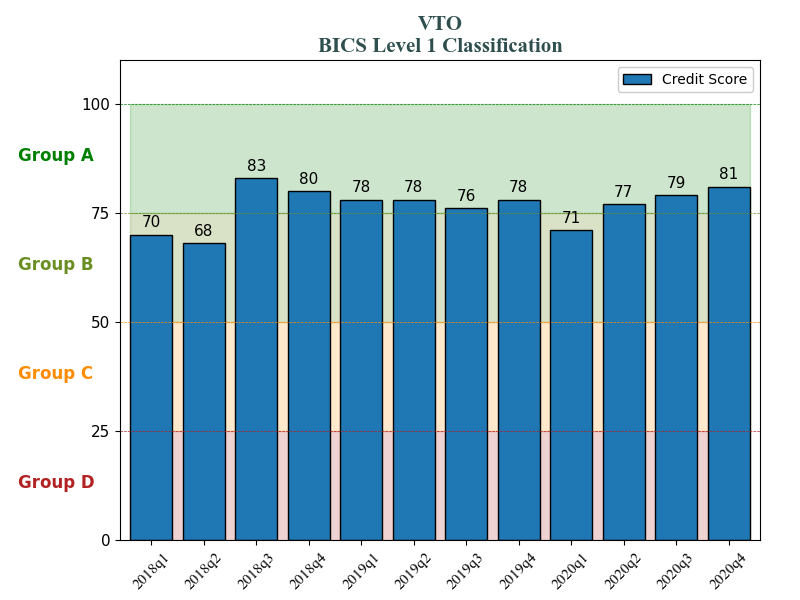 VTO
BICS Level 1 Classification
Credit Score
100
Group A
83
80
78
78
76
78
71
77
79
81
75
70
68
Group B
50
Group C
25
Group D
0
2018q1
2018q2
2018q3
2018q4
2019q1
2019q2
2019q3
2019q4
2020q1
2020q2
2020q3
2020q4